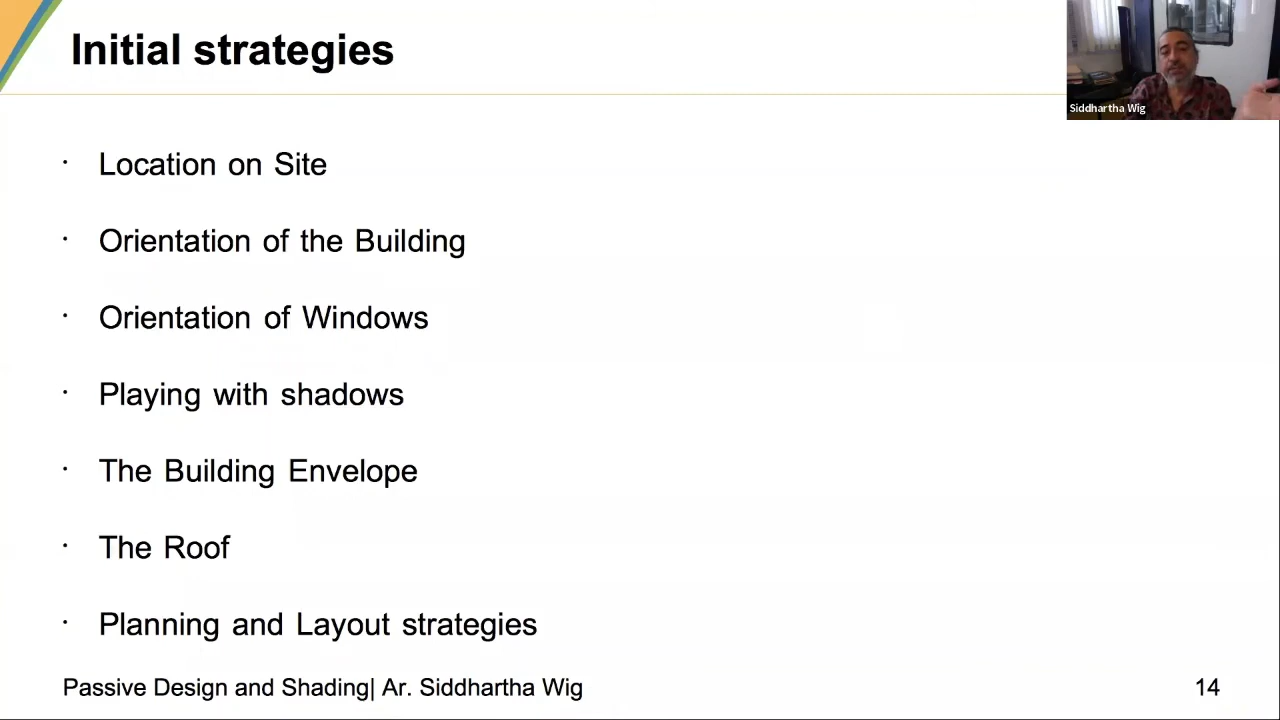 Initial strategies
Siddhartha Wig
· Location on Site
· Orientation of the Building
· Orientation of Windows
· Playing with shadows
· The Building Envelope
· The Roof
· Planning and Layout strategies
Passive Design and Shading| Ar. Siddhartha Wig
14